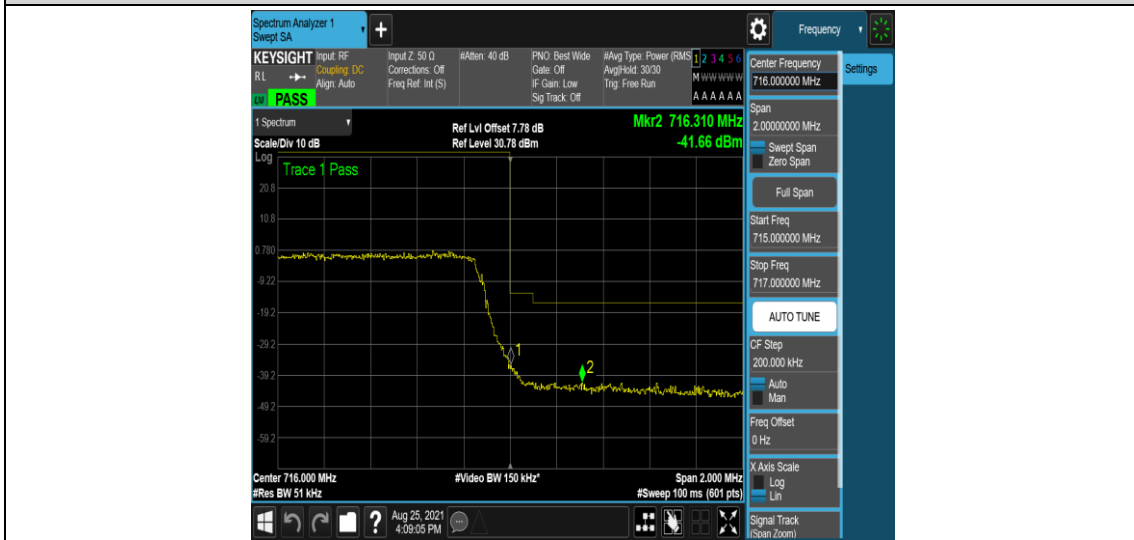 Spectrum Analyzer 1
Swept SA
+
Frequency
KEYSIGHT
Input: RF
Coupling: DC
Align: Auto
Input Z: 50 Ω
Corrections: Off
Freq Ref: Int (S)
#Atten: 40 dB
PNO: Best Wide
Gate: Off
IF Gain: Low
Sig Track: Off
#Avg Type: Power (RMS
Avg|Hold: 30/30
Trig: Free Run
1 2 3 4 5 6
M W W W W W
A A A A A A
R L
LXI
PASS
1 Spectrum
Scale/Div 10 dB
Ref Lvl Offset 7.78 dB
Ref Level 30.78 dBm
Mkr2 716.310 MHz
-41.66 dBm
Log
Trace 1 Pass
20.8
10.8
0.780
-9.22
-19.2
-29.2
-39.2
-49.2
-59.2
1
2
Center 716.000 MHz
#Res BW 51 kHz
#Video BW 150 kHz*
Span 2.000 MHz
#Sweep 100 ms (601 pts)
Center Frequency
716.000000 MHz
Settings
Span
2.00000000 MHz
Swept Span
Zero Span
Full Span
Start Freq
715.000000 MHz
Stop Freq
717.000000 MHz
AUTO TUNE
CF Step
200.000 kHz
Auto
Man
Freq Offset
0 Hz
X Axis Scale
Log
Lin
Signal Track
(Span Zoom)
?
Aug 25, 2021
4:09:05 PM